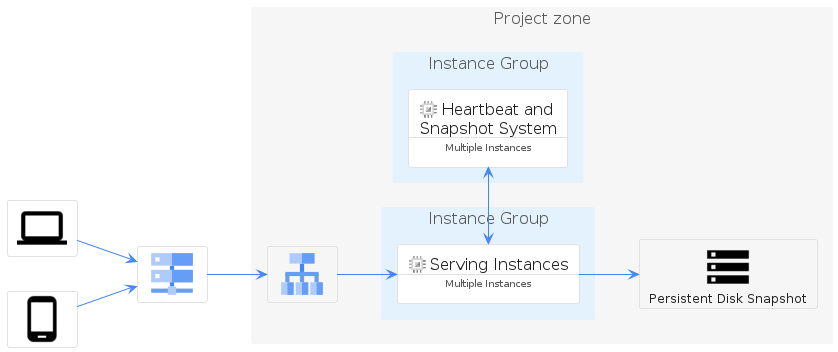 Project zone
Instance Group
Heartbeat and
Snapshot System
Multiple Instances
Instance Group
Serving Instances
Multiple Instances
Persistent Disk Snapshot